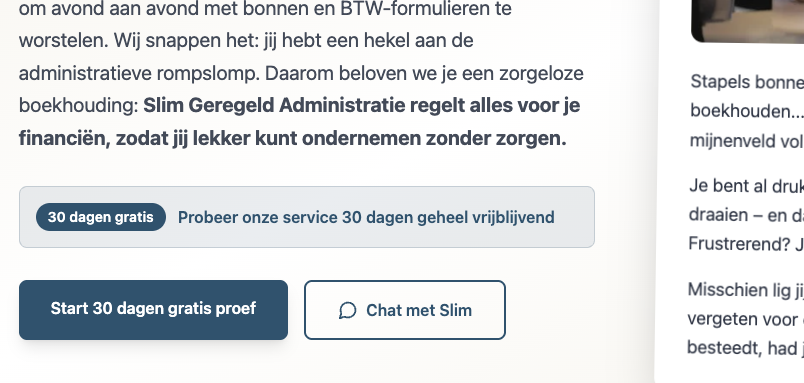 om avond aan avond met bonnen en BTW-formulieren te
worstelen. Wij snappen het: jij hebt een hekel aan de
administratieve rompslomp. Daarom beloven we je een zorgeloze
boekhouding: Slim Geregeld Administratie regelt alles voor je
financiën, zodat jij lekker kunt ondernemen zonder zorgen.
30 dagen gratis Probeer onze service 30 dagen geheel vrijblijvend
Start 30 dagen gratis proef
Chat met Slim
Stapels bonne
boekhouden...
mijnenveld vol
Je bent al druk
draaien – en da
Frustrerend? J
Misschien lig jij
vergeten voor
besteedt, had j